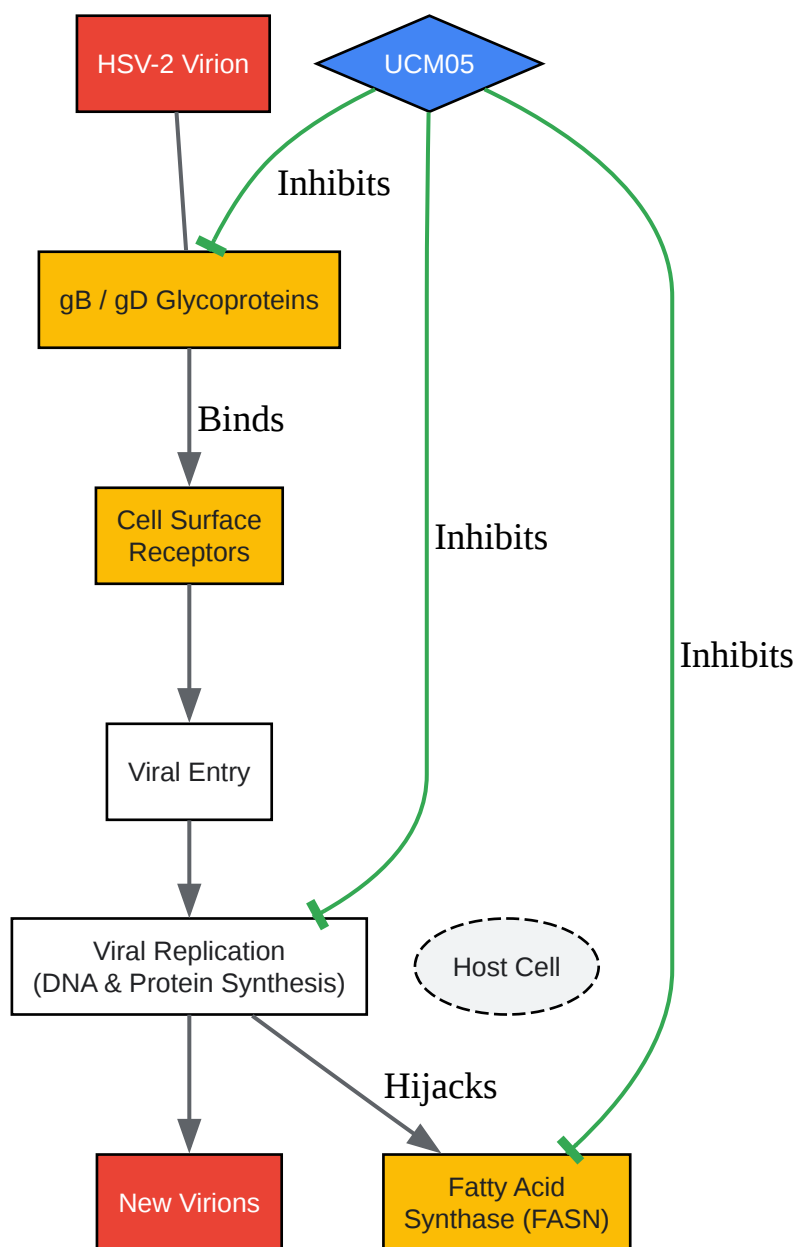 HSV-2 Virion
UCM05
Inhibits
gB / gD Glycoproteins
Binds
Cell Surface
Receptors
Inhibits
Inhibits
Viral Entry
Viral Replication
(DNA & Protein Synthesis)
Host Cell
Hijacks
New Virions
Fatty Acid
Synthase (FASN)